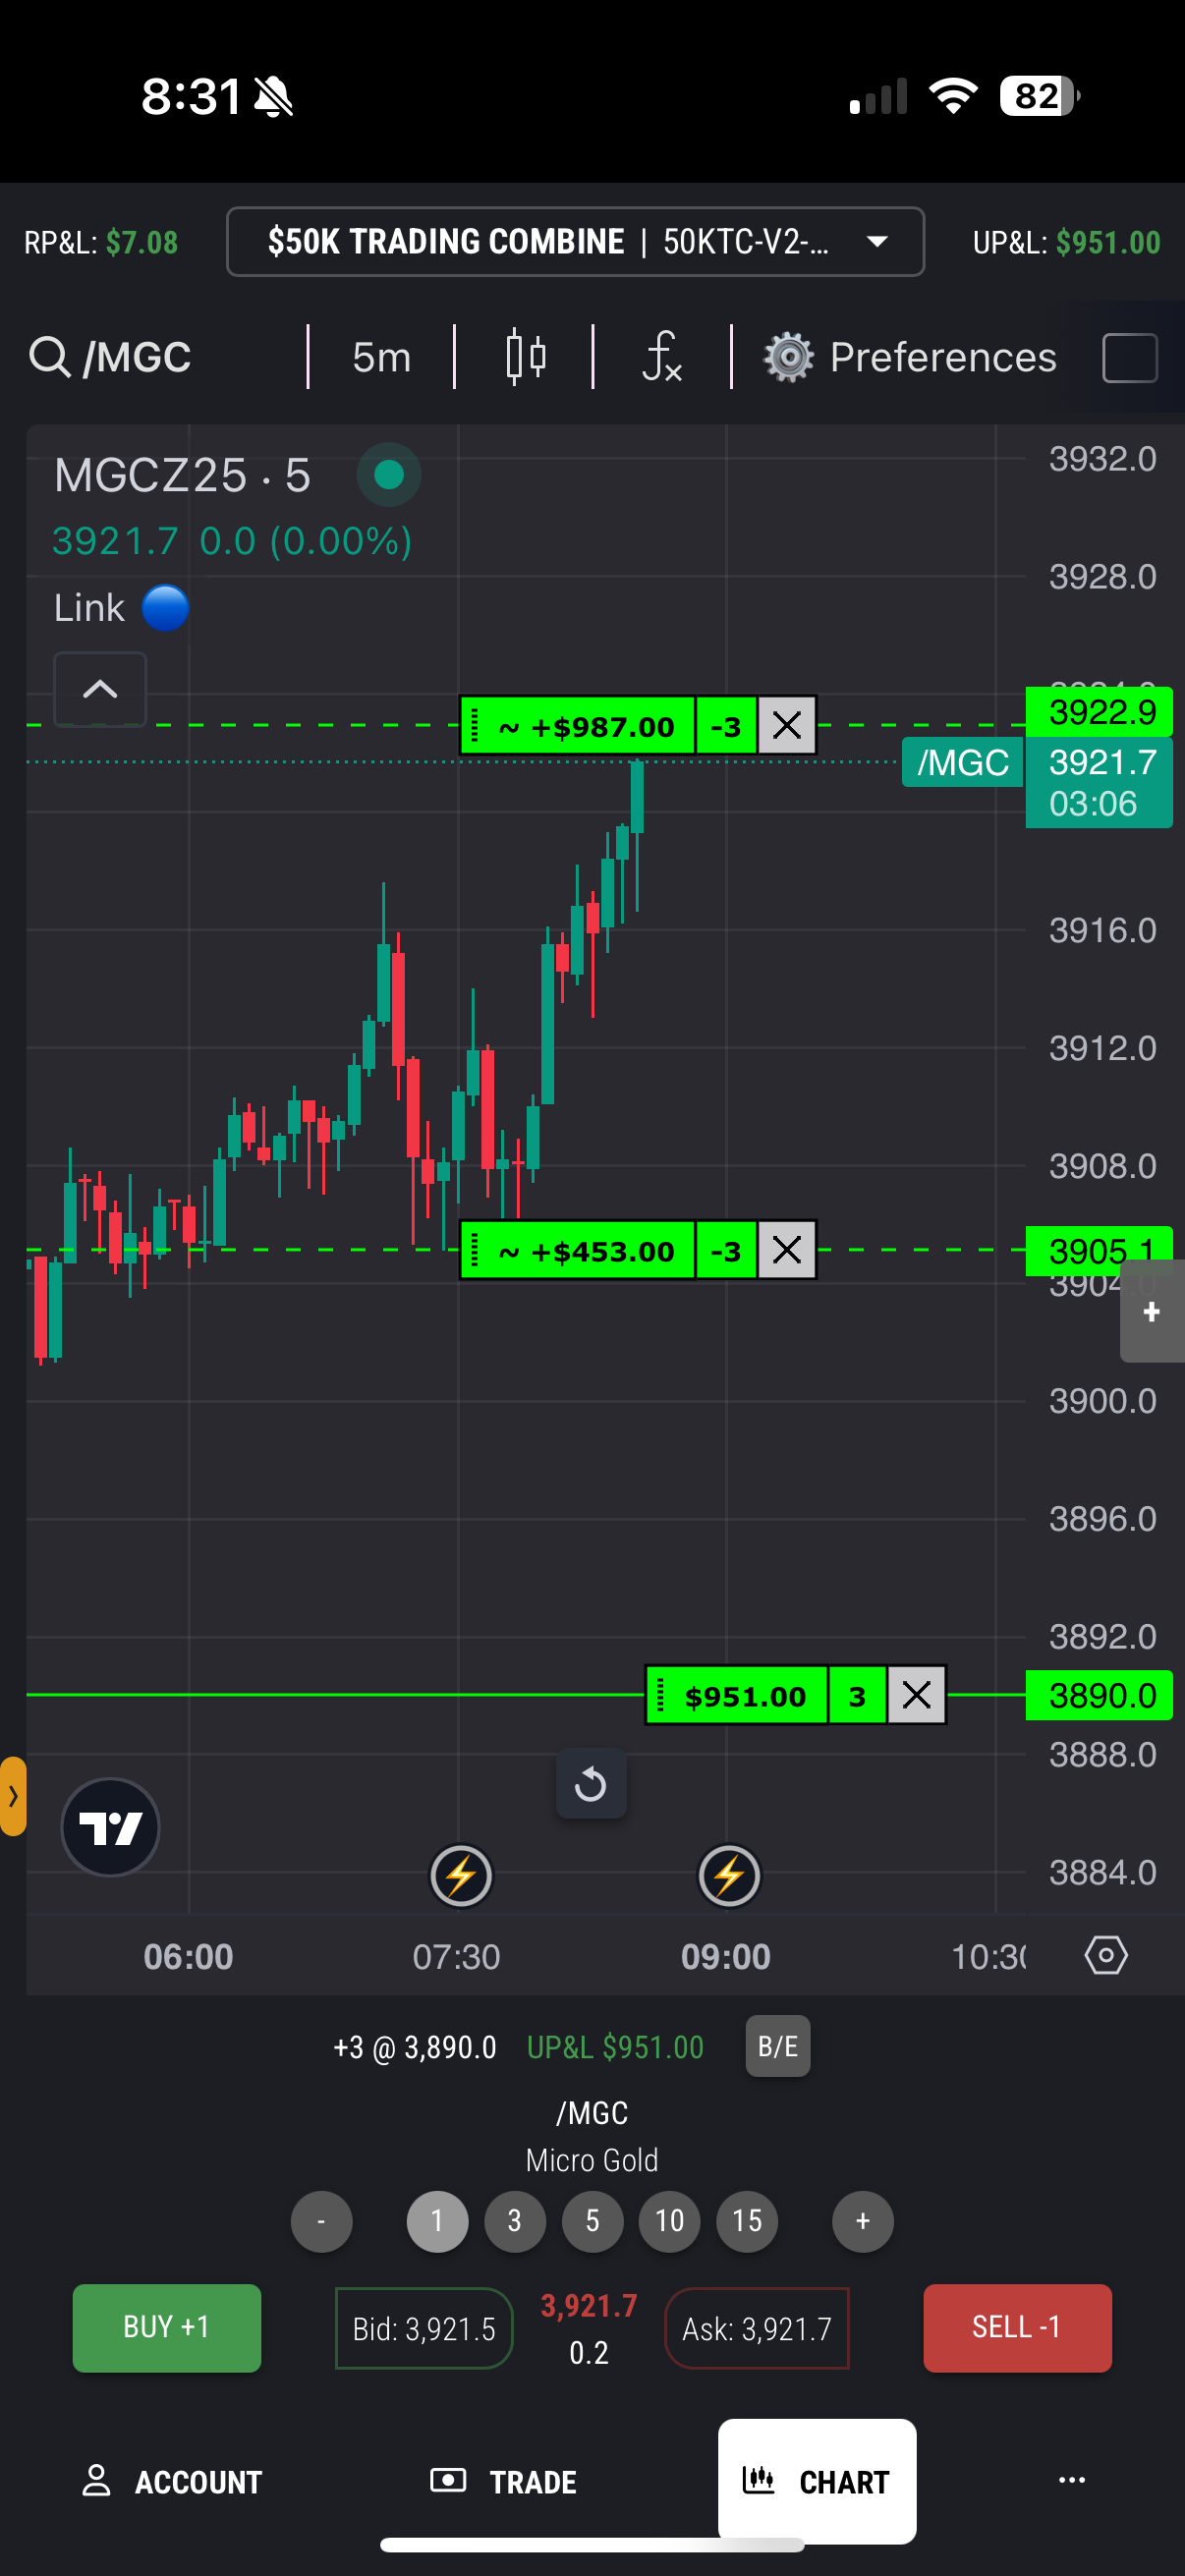 8:31
82
RP&L: $7.08
$50K TRADING COMBINE | 50KTC-V2-...
UP&L: $951.00
/MGC
5m
fx
Preferences
MGCZ25 · 5
3921.7 0.0 (0.00%)
Link
3932.0
3928.0
~ +$987.00 -3
3922.9
/MGC 3921.7
03:06
3916.0
3912.0
3908.0
~ +$453.00 -3
3905.1
3904.0
+
3900.0
3896.0
3892.0
$951.00 3
3890.0
3888.0
3884.0
06:00 07:30 09:00 10:30
+3 @ 3,890.0 UP&L $951.00 B/E
/MGC
Micro Gold
- 1 3 5 10 15 +
BUY +1
Bid: 3,921.5
3,921.7
0.2
Ask: 3,921.7
SELL -1
ACCOUNT TRADE CHART ...